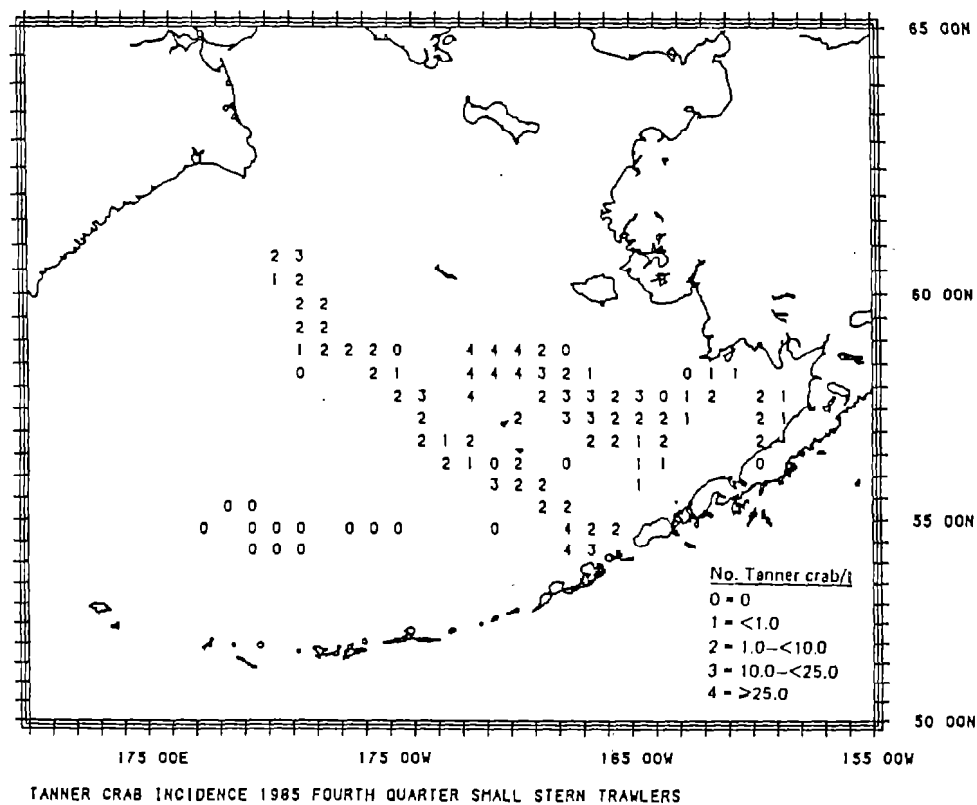 65 00N
2 3
1 2
60 00N
2 2
2 2
1 2 2 2 0 4 4 4 2 0
0 2 1 4 4 4 3 2 1 0 1 1
2 3 4 2 3 3 2 3 0 1 2 2 1
2 2 3 3 2 2 2 1 2 1
2 1 2 2 2 1 2 2
2 1 0 2 0 1 1 0
3 2 2 1
0 0 2 2
0 0 0 0 0 0 0 0 4 2 2 55 00N
0 0 0 4 3
No. Tanner crab/t
0 = 0
1 = <1.0
2 = 1.0-<10.0
3 = 10.0-<25.0
4 = >25.0
50 00N
175 00E 175 00W 165 00W 155 00W
TANNER CRAB INCIDENCE 1985 FOURTH QUARTER SMALL STERN TRAWLERS